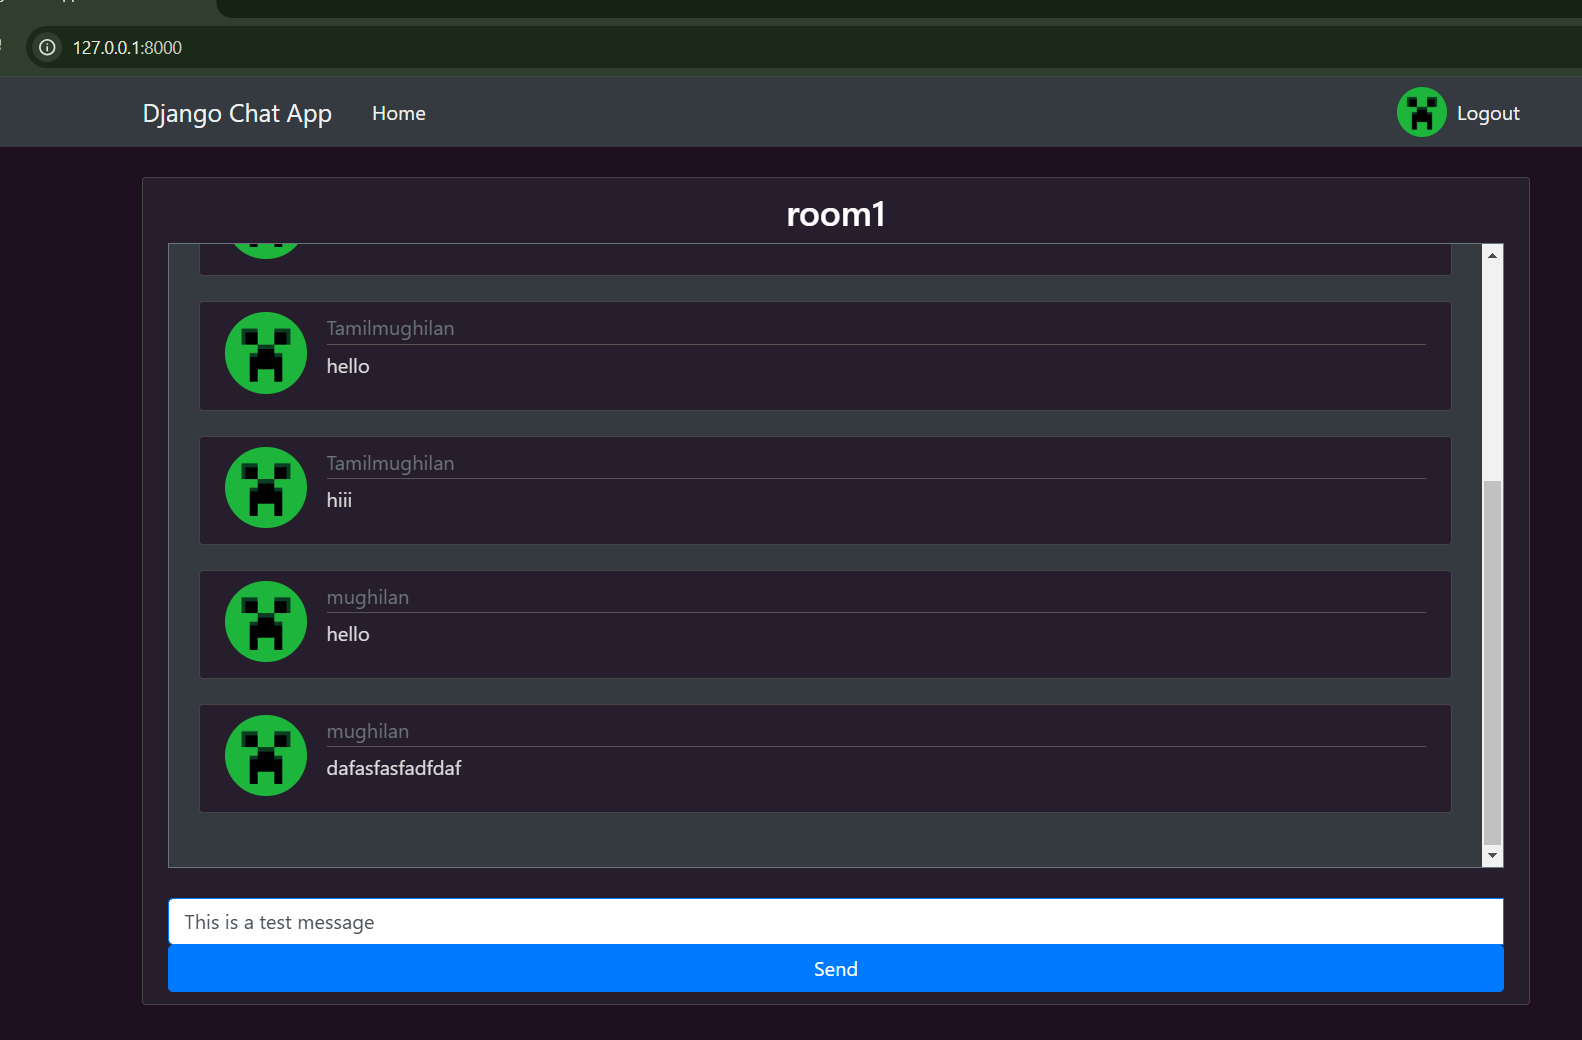 127.0.0.1:8000
Django Chat App Home Logout
room1
Tamilmughilan
hello
Tamilmughilan
hiii
mughilan
hello
mughilan
dafasfasfadfdaf
This is a test message
Send